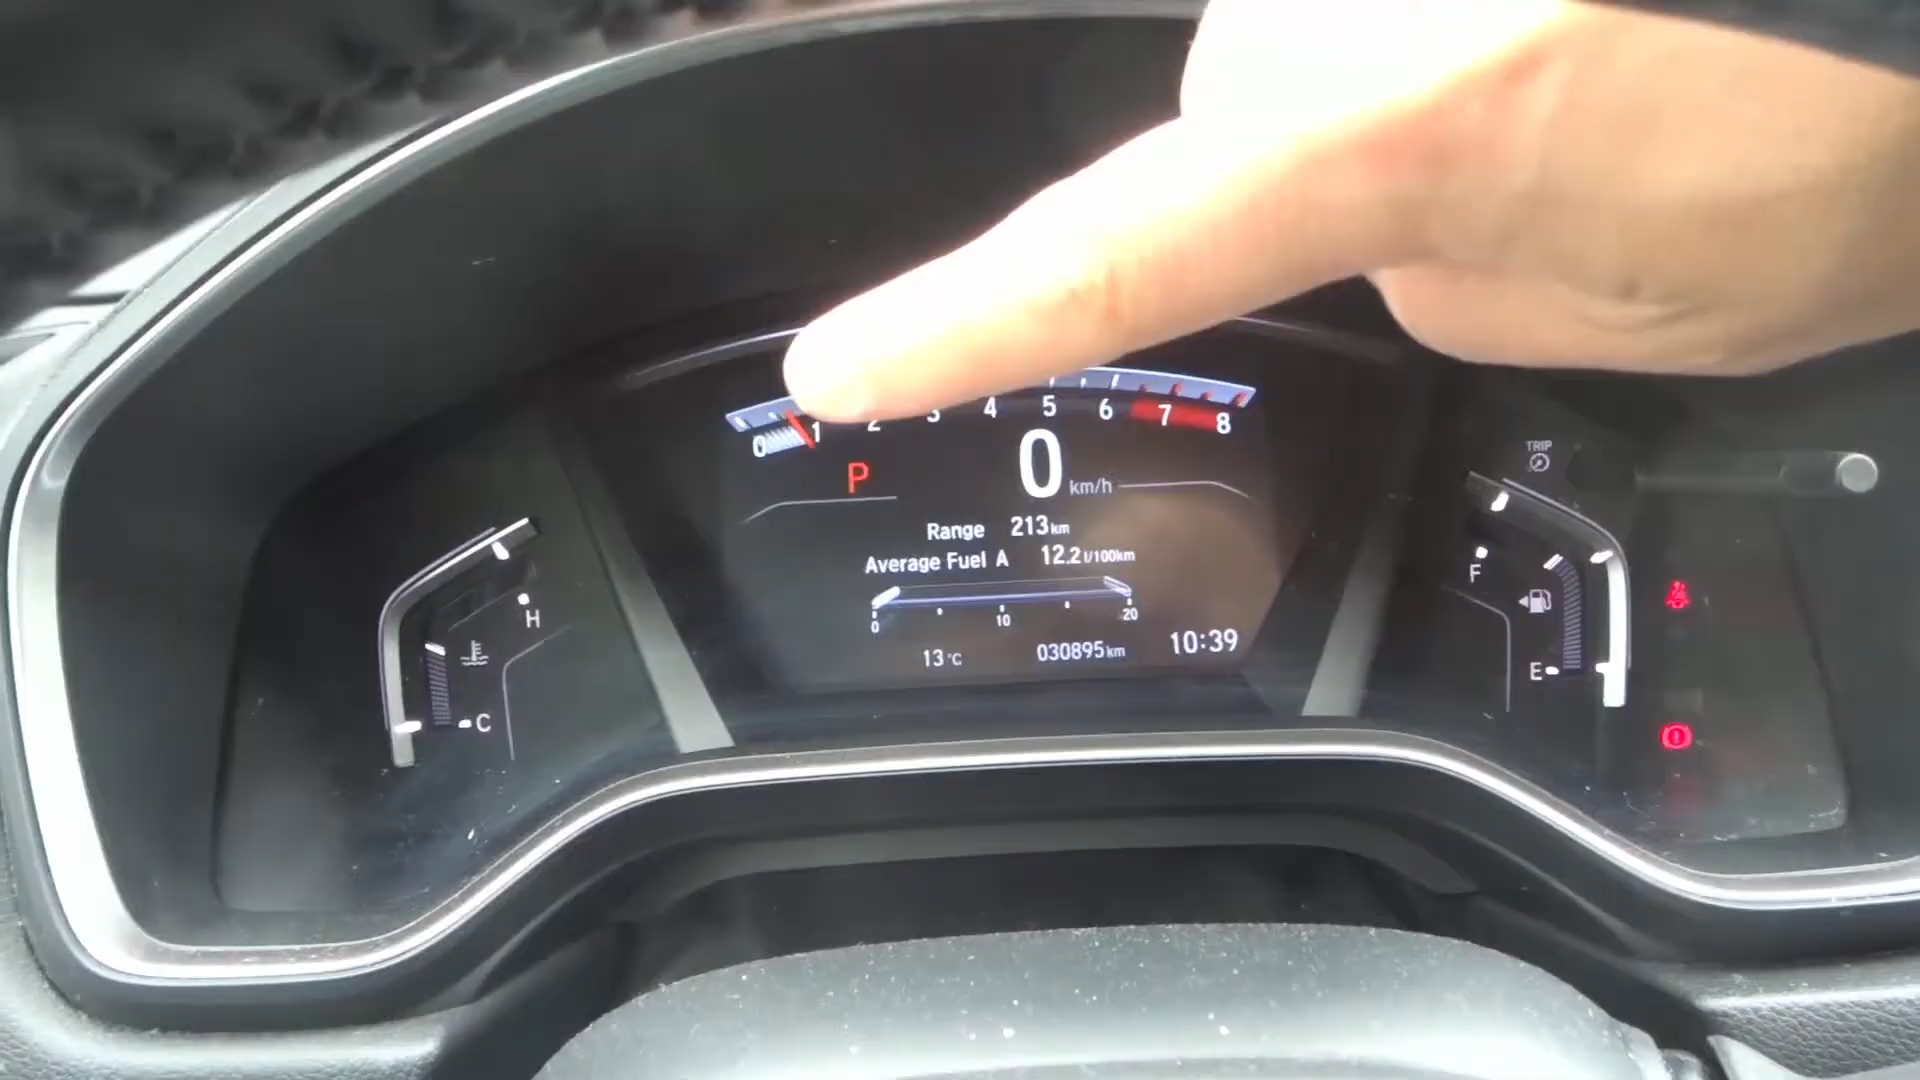 0 1 2 3 4 5 6 7 8
P
0 km/h
TRIP
Range 213 km
Average Fuel A 12.2 l/100km
0 10 20
13 °C 030895 km 10:39
H
C
F
E